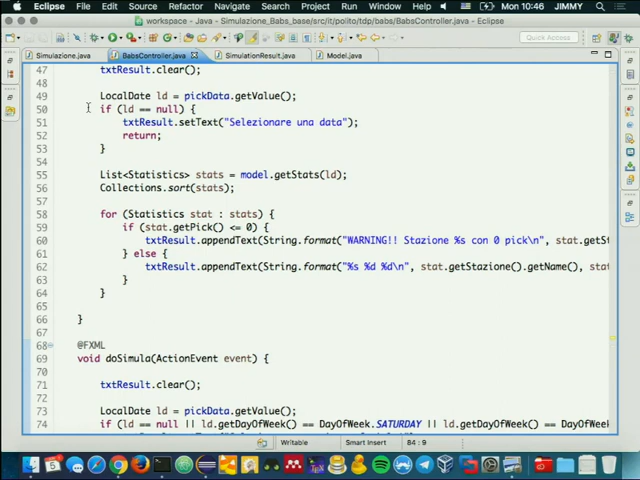 Eclipse File Edit Source Refactor Navigate Search Project Run Window Help Mon 10:46 JIMMY
workspace - Java - Simulazione_Babs_base/src/it/polito/tdp/babs/BabsController.java - Eclipse
Quick Access
Simulazione.java BabsController.java SimulationResult.java Model.java
47 txtResult.clear();
48
49 LocalDate ld = pickData.getValue();
50 if (ld == null) {
51 txtResult.setText("Selezionare una data");
52 return;
53 }
54
55 List<Statistics> stats = model.getStats(ld);
56 Collections.sort(stats);
57
58 for (Statistics stat : stats) {
59 if (stat.getPick() <= 0) {
60 txtResult.appendText(String.format("WARNING!! Stazione %s con 0 pick\n", stat.getSt
61 } else {
62 txtResult.appendText(String.format("%s %d %d\n", stat.getStazione().getName(), stat
63 }
64 }
65
66 }
67
68 @FXML
69 void doSimula(ActionEvent event) {
70
71 txtResult.clear();
72
73 LocalDate ld = pickData.getValue();
74 if (ld == null || ld.getDayOfWeek() == DayOfWeek.SATURDAY || ld.getDayOfWeek() == DayOfWee
Writable Smart Insert 84 : 9